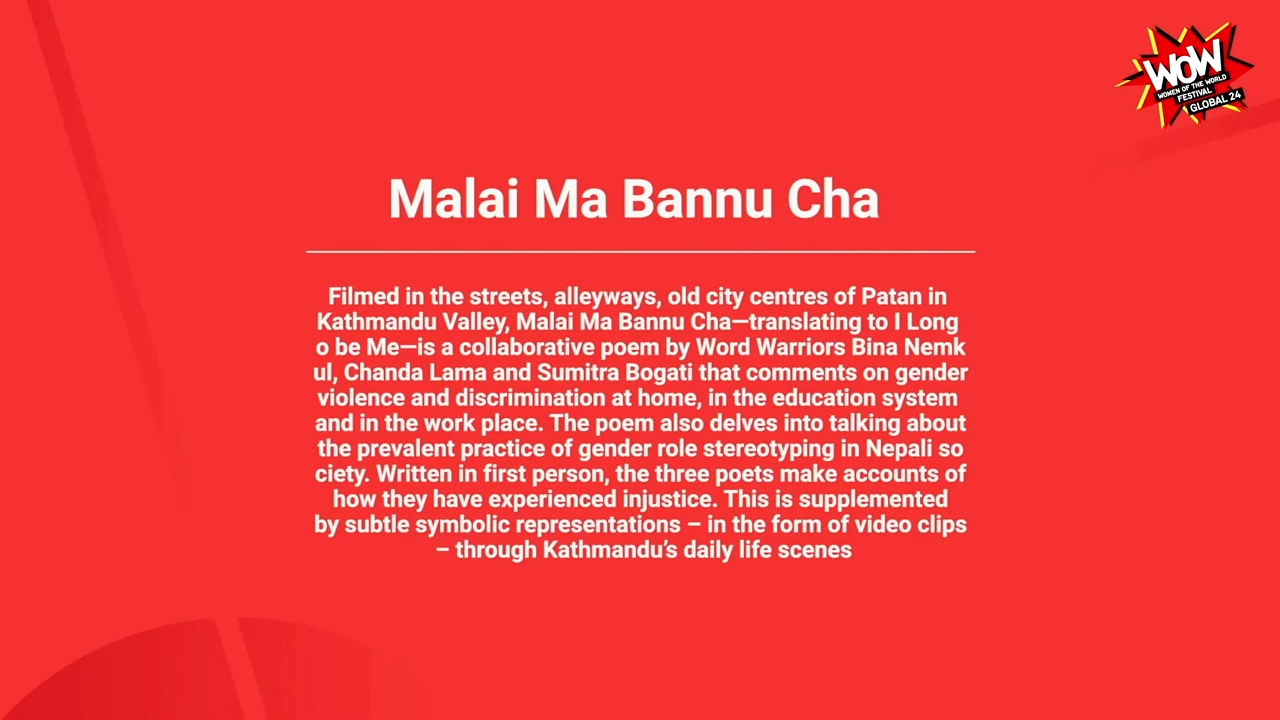 WOW
WOMEN OF THE WORLD
FESTIVAL
GLOBAL 24
Malai Ma Bannu Cha
Filmed in the streets, alleyways, old city centres of Patan in
Kathmandu Valley, Malai Ma Bannu Cha—translating to I Long
o be Me—is a collaborative poem by Word Warriors Bina Nemk
ul, Chanda Lama and Sumitra Bogati that comments on gender
violence and discrimination at home, in the education system
and in the work place. The poem also delves into talking about
the prevalent practice of gender role stereotyping in Nepali so
ciety. Written in first person, the three poets make accounts of
how they have experienced injustice. This is supplemented
by subtle symbolic representations – in the form of video clips
– through Kathmandu’s daily life scenes